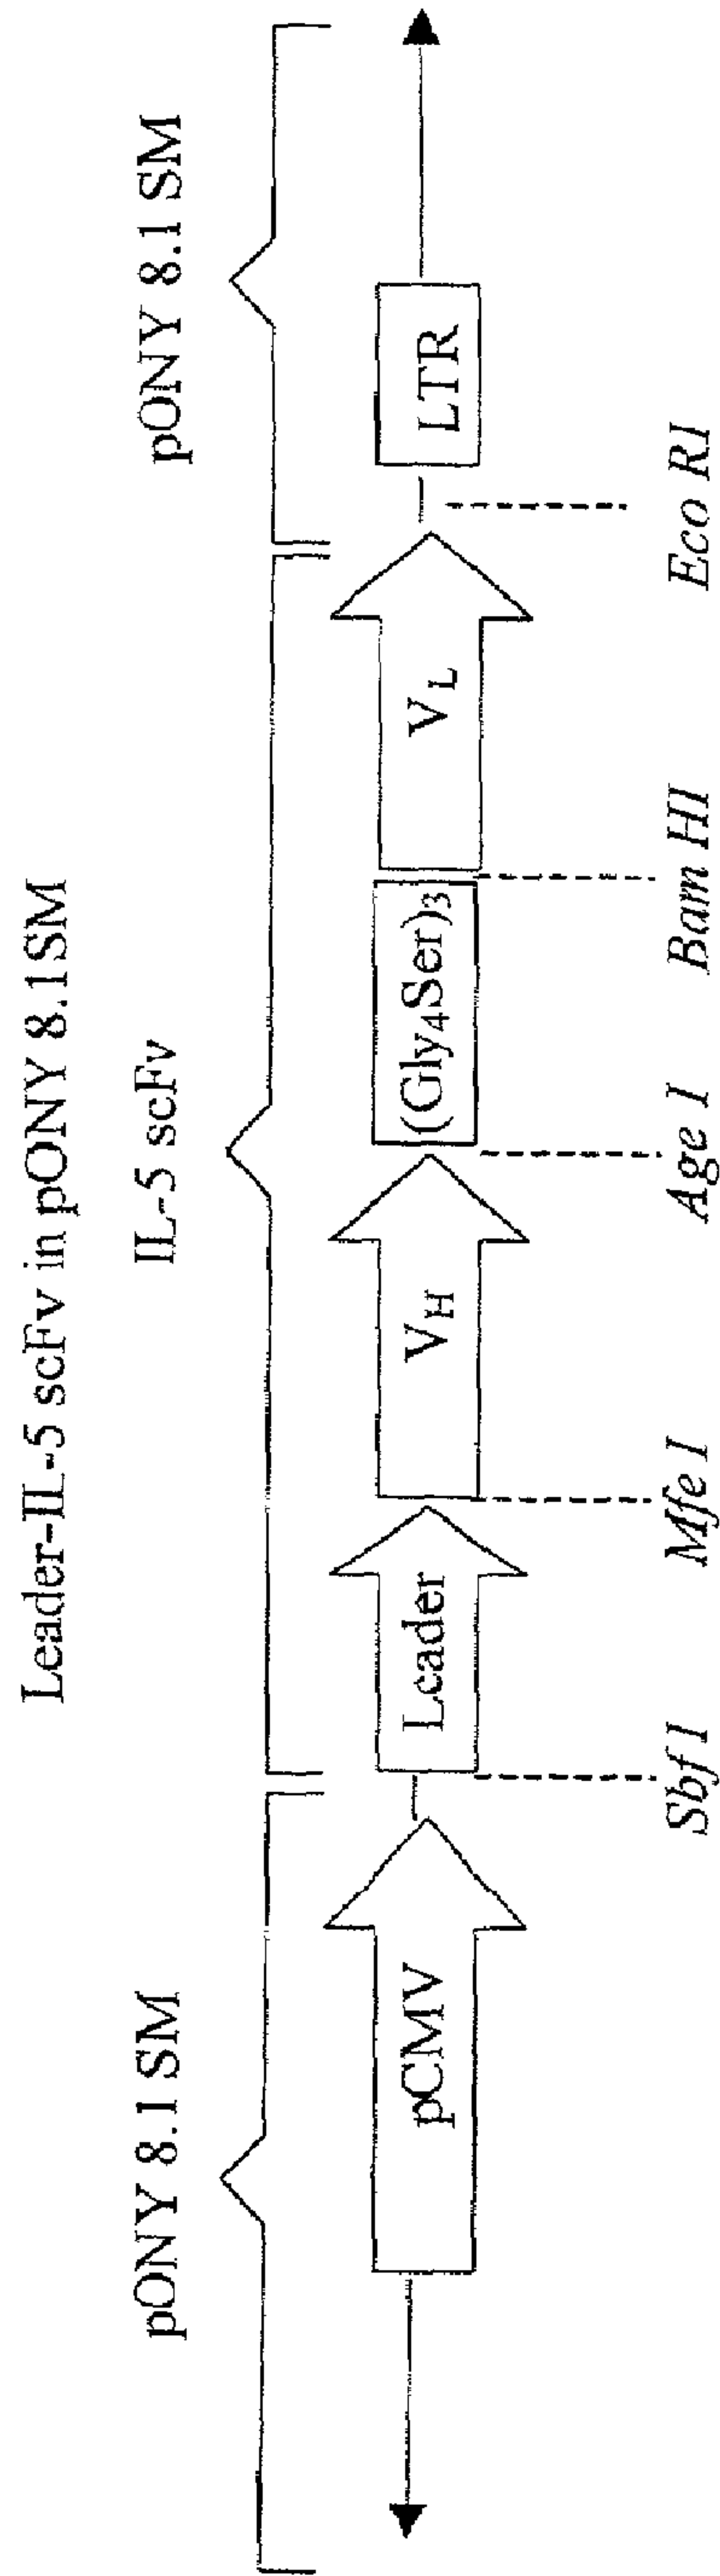 Leader-IL-5 scFv in pONY 8.1SM
pONY 8.1 SM
IL-5 scFv
pONY 8.1 SM
pCMV
Leader
VH
(Gly4Ser)3
VL
LTR
Sbf I
Mfe I
Age I
Bam HI
Eco RI